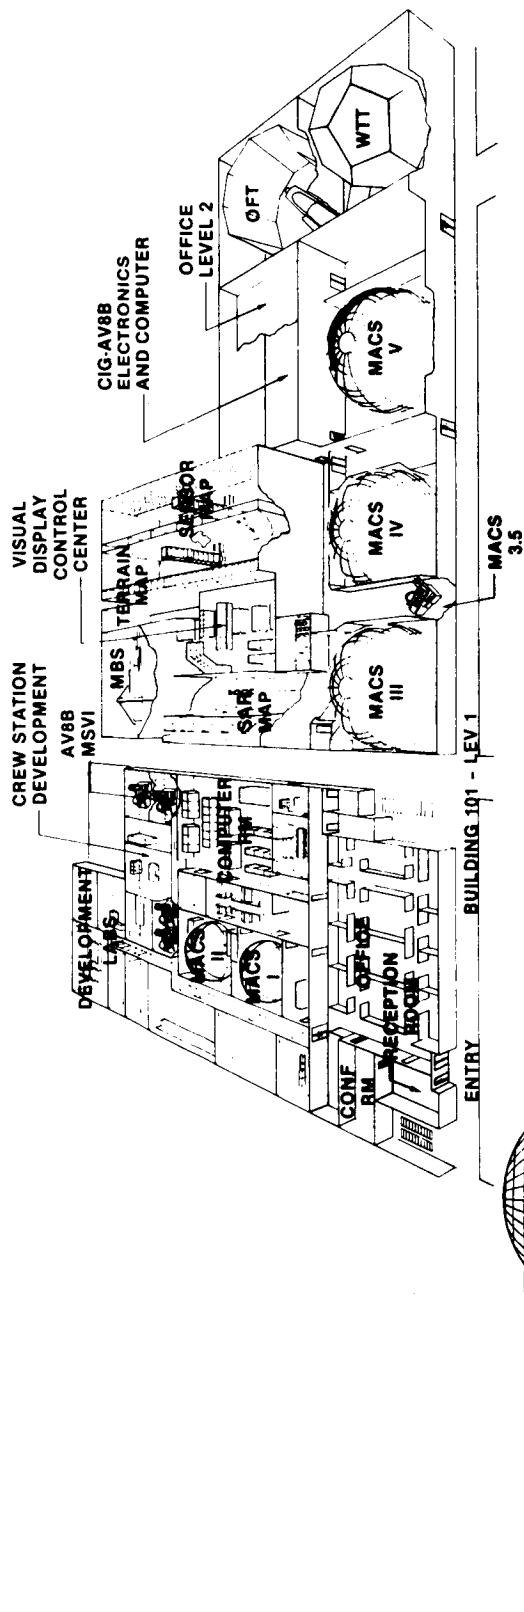 CREW STATION
DEVELOPMENT
AV8B
MSVI
VISUAL
DISPLAY
CONTROL
CENTER
CIG-AV8B
ELECTRONICS
AND COMPUTER
OFFICE
LEVEL 2
DEVELOPMENT
LABS
MBS
TERRAIN
MAP
SENSOR
MAP
OFT
WTT
MACS
II
MACS
I
COMPUTER
RM
SAR
MAP
CONF
RM
RECEPTION
ROOM
OFFICE
MACS
III
MACS
IV
MACS
V
ENTRY
BUILDING 101 - LEV 1
MACS
3.5